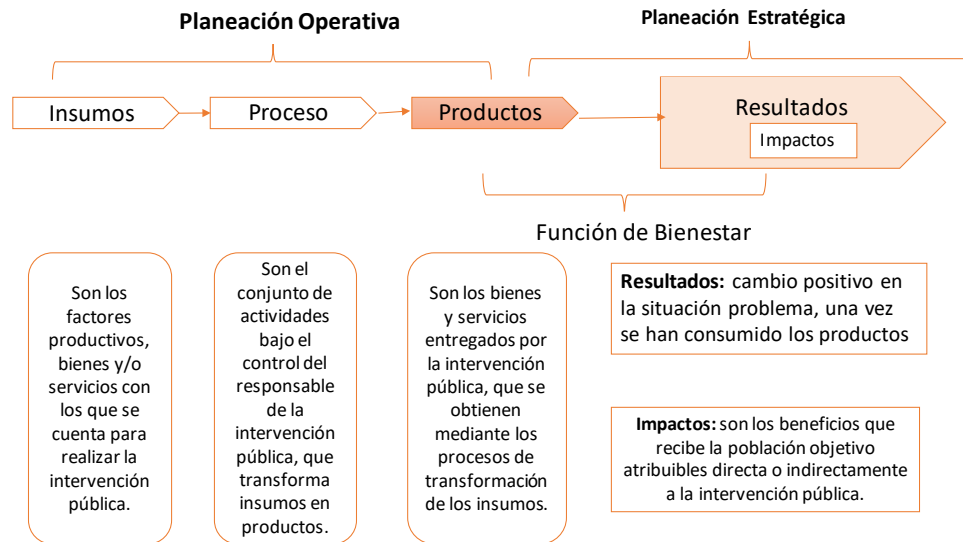 Planeación Operativa
Planeación Estratégica
Insumos
Proceso
Productos
Resultados
Impactos
Función de Bienestar
Son los
factores
productivos,
bienes y/o
servicios con
los que se
cuenta para
realizar la
intervención
pública.
Son el
conjunto de
actividades
bajo el
control del
responsable
de la
intervención
pública, que
transforma
insumos en
productos.
Son los bienes
y servicios
entregados por
la intervención
pública, que se
obtienen
mediante los
procesos de
transformación
de los insumos.
Resultados: cambio positivo en
la situación problema, una vez
se han consumido los productos
Impactos: son los beneficios que
recibe la población objetivo
atribuibles directa o indirectamente
a la intervención pública.